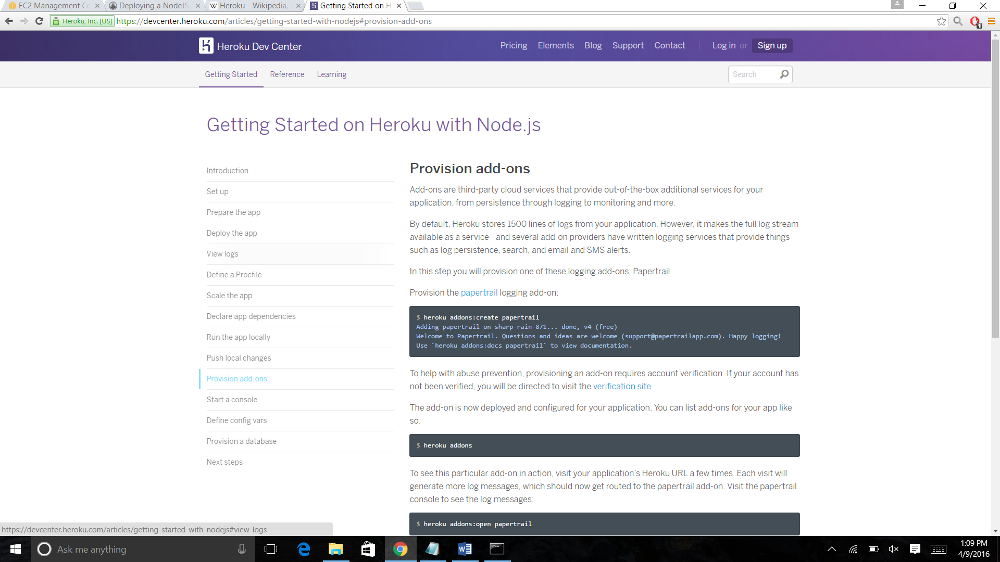 EC2 Management Co
Deploying a NodeJS
Heroku - Wikipedia,
Getting Started on H
Heroku, Inc. [US]
https://devcenter.heroku.com/articles/getting-started-with-nodejs#provision-add-ons
1
Heroku Dev Center
Pricing
Elements
Blog
Support
Contact
Log in or
Sign up
Getting Started
Reference
Learning
Search
Getting Started on Heroku with Node.js
Introduction
Set up
Prepare the app
Deploy the app
View logs
Define a Procfile
Scale the app
Declare app dependencies
Run the app locally
Push local changes
Provision add-ons
Start a console
Define config vars
Provision a database
Next steps
Provision add-ons
Add-ons are third-party cloud services that provide out-of-the-box additional services for your
application, from persistence through logging to monitoring and more.
By default, Heroku stores 1500 lines of logs from your application. However, it makes the full log stream
available as a service - and several add-on providers have written logging services that provide things
such as log persistence, search, and email and SMS alerts.
In this step you will provision one of these logging add-ons, Papertrail.
Provision the papertrail logging add-on:
$ heroku addons:create papertrail
Adding papertrail on sharp-rain-871... done, v4 (free)
Welcome to Papertrail. Questions and ideas are welcome (support@papertrailapp.com). Happy logging!
Use `heroku addons:docs papertrail` to view documentation.
To help with abuse prevention, provisioning an add-on requires account verification. If your account has
not been verified, you will be directed to visit the verification site.
The add-on is now deployed and configured for your application. You can list add-ons for your app like
so:
$ heroku addons
To see this particular add-on in action, visit your application's Heroku URL a few times. Each visit will
generate more log messages, which should now get routed to the papertrail add-on. Visit the papertrail
console to see the log messages:
$ heroku addons:open papertrail
https://devcenter.heroku.com/articles/getting-started-with-nodejs#view-logs
Ask me anything
1:09 PM
4/9/2016